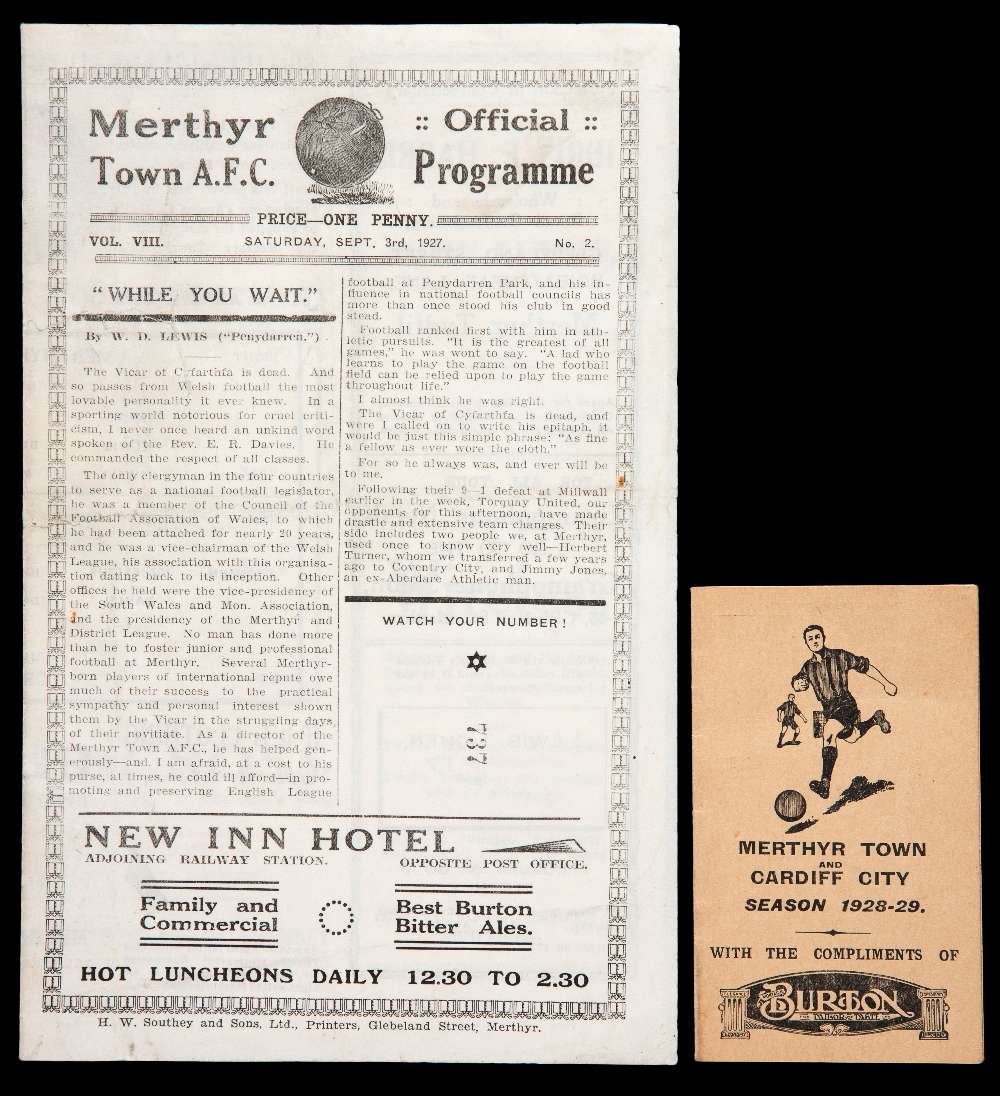 Merthyr
Town A.F.C.
:: Official ::
Programme
PRICE—ONE PENNY.
VOL. VIII. SATURDAY, SEPT. 3rd, 1927. No. 2.
"WHILE YOU WAIT."
By W. D. LEWIS ("Penydarren.")
The Vicar of Cyfarthfa is dead. And
so passes from Welsh football the most
lovable personality it ever knew. In a
sporting world notorious for cruel criti-
cism, I never once heard an unkind word
spoken of the Rev. E. R. Davies. He
commanded the respect of all classes.
The only clergyman in the four countries
to serve as a national football legislator,
he was a member of the Council of the
Football Association of Wales, to which
he had been attached for nearly 20 years,
and he was a vice-chairman of the Welsh
League, his association with this organisa-
tion dating back to its inception. Other
offices he held were the vice-presidency of
the South Wales and Mon. Association,
and the presidency of the Merthyr and
District League. No man has done more
than he to foster junior and professional
football at Merthyr. Several Merthyr-
born players of international repute owe
much of their success to the practical
sympathy and personal interest shown
them by the Vicar in the struggling days
of their novitiate. As a director of the
Merthyr Town A.F.C., he has helped gen-
erously—and, I am afraid, at a cost to his
purse, at times, he could ill afford—in pro-
moting and preserving English League
football at Penydarren Park, and his in-
fluence in national football councils has
more than once stood his club in good
stead.
Football ranked first with him in ath-
letic pursuits. "It is the greatest of all
games," he was wont to say. "A lad who
learns to play the game on the football
field can be relied upon to play the game
throughout life."
I almost think he was right.
The Vicar of Cyfarthfa is dead, and
were I called on to write his epitaph, it
would be just this simple phrase: "As fine
a fellow as ever wore the cloth."
For so he always was, and ever will be
to me.
Following their 9—1 defeat at Millwall
earlier in the week, Torquay United, our
opponents for this afternoon, have made
drastic and extensive team changes. Their
side includes two people we, at Merthyr,
used once to know very well—Herbert
Turner, whom we transferred a few years
ago to Coventry City, and Jimmy Jones,
an ex-Aberdare Athletic man.
WATCH YOUR NUMBER!
737
NEW INN HOTEL
ADJOINING RAILWAY STATION. OPPOSITE POST OFFICE.
Family and
Commercial
Best Burton
Bitter Ales.
HOT LUNCHEONS DAILY 12.30 TO 2.30
H. W. Southey and Sons, Ltd., Printers, Glebeland Street, Merthyr.
MERTHYR TOWN
AND
CARDIFF CITY
SEASON 1928-29.
WITH THE COMPLIMENTS OF
BURTON
THE TAILOR OF TASTE